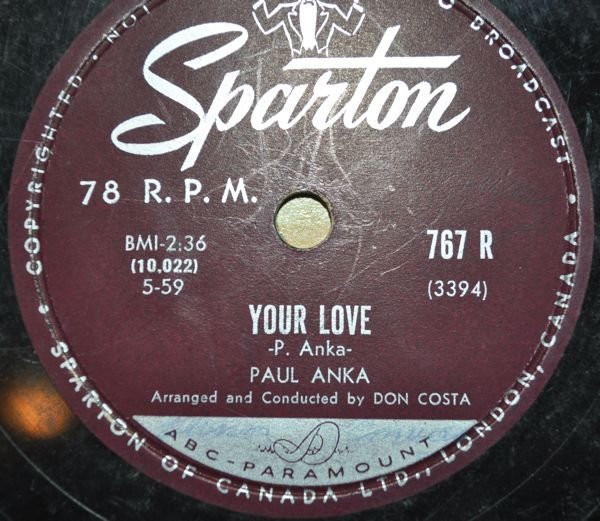 Sparton
78 R.P.M.
BMI-2:36
(10,022)
5-59
767 R
(3394)
YOUR LOVE
-P. Anka-
PAUL ANKA
Arranged and Conducted by DON COSTA
ABC-PARAMOUNT
COPYRIGHTED • NOT
O BROADCAST •
SPARTON OF CANADA LTD., LONDON, CANADA.